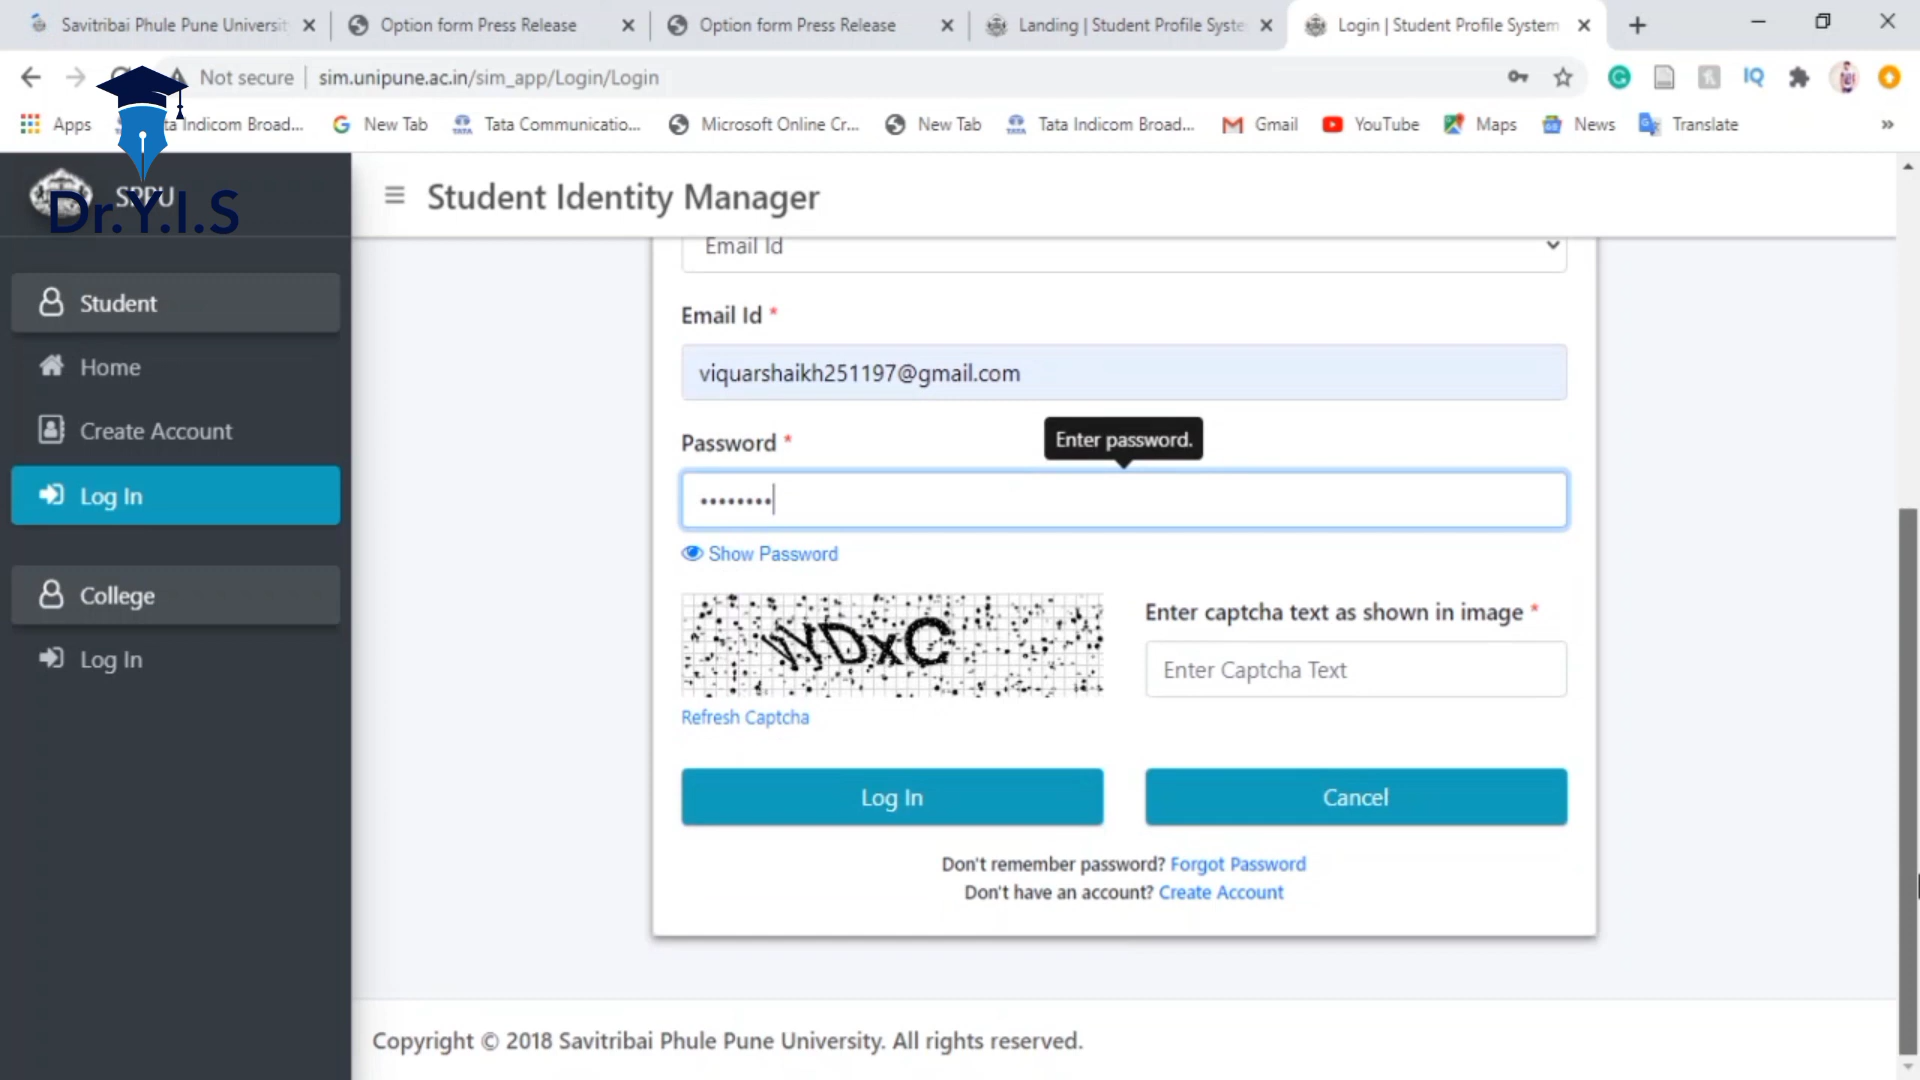 Savitribai Phule Pune Universit
Option form Press Release
Option form Press Release
Landing | Student Profile Syste
Login | Student Profile System
Not secure
sim.unipune.ac.in/sim_app/Login/Login
IQ
Apps
ta Indicom Broad...
New Tab
Tata Communicatio...
Microsoft Online Cr...
New Tab
Tata Indicom Broad...
Gmail
YouTube
Maps
News
Translate
»
SPPU
Dr.Y.I.S
Student Identity Manager
Student
Home
Create Account
Log In
College
Log In
Email Id
Email Id *
viquarshaikh251197@gmail.com
Password *
Enter password.
••••••••
Show Password
Enter captcha text as shown in image *
Enter Captcha Text
Refresh Captcha
Log In
Cancel
Don't remember password? Forgot Password
Don't have an account? Create Account
Copyright © 2018 Savitribai Phule Pune University. All rights reserved.